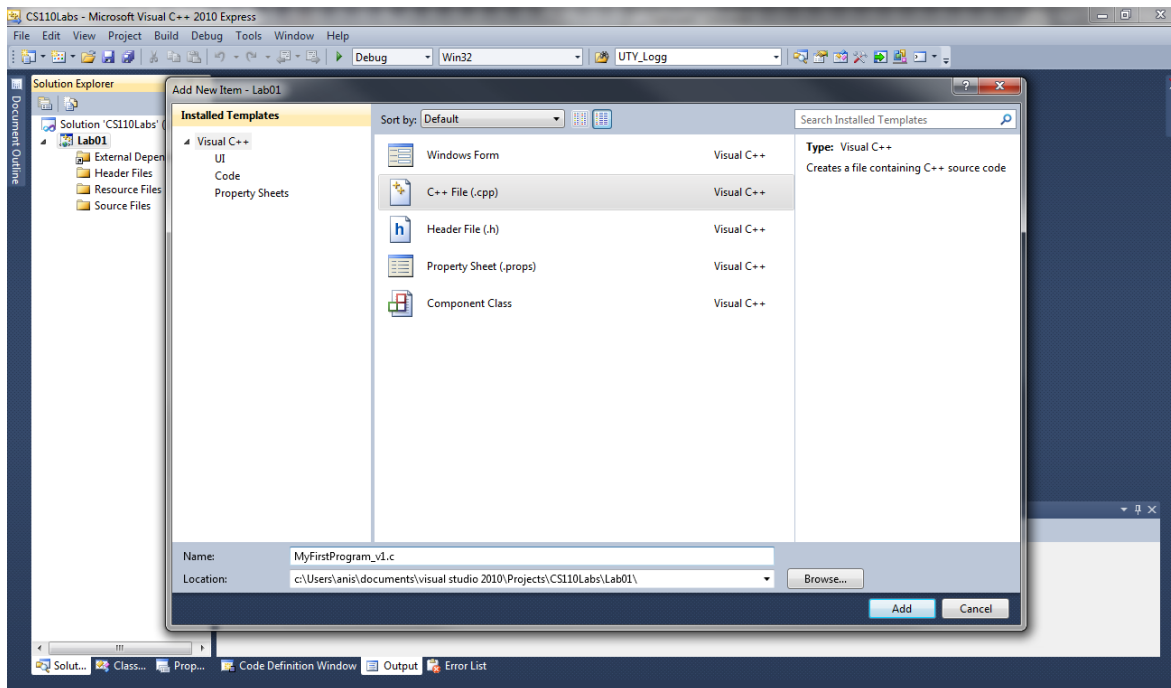 CS110Labs - Microsoft Visual C++ 2010 Express
File Edit View Project Build Debug Tools Window Help
Debug Win32 UTY_Logg
Document Outline
Solution Explorer
Solution 'CS110Labs' (
Lab01
External Depen
Header Files
Resource Files
Source Files
Add New Item - Lab01
Installed Templates
Visual C++
UI
Code
Property Sheets
Sort by: Default
Search Installed Templates
Windows Form Visual C++
C++ File (.cpp) Visual C++
Header File (.h) Visual C++
Property Sheet (.props) Visual C++
Component Class Visual C++
Type: Visual C++
Creates a file containing C++ source code
Name: MyFirstProgram_v1.c
Location: c:\Users\anis\documents\visual studio 2010\Projects\CS110Labs\Lab01\
Browse...
Add Cancel
Solut... Class... Prop... Code Definition Window Output Error List